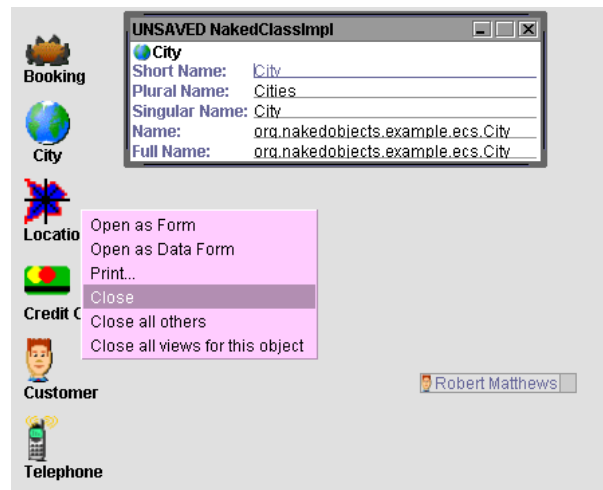 UNSAVED NakedClassImpl
City
Short Name: City
Plural Name: Cities
Singular Name: City
Name: org.nakedobjects.example.ecs.City
Full Name: org.nakedobjects.example.ecs.City
Booking
City
Locatio
Open as Form
Open as Data Form
Print...
Close
Close all others
Close all views for this object
Credit C
Customer
Robert Matthews
Telephone